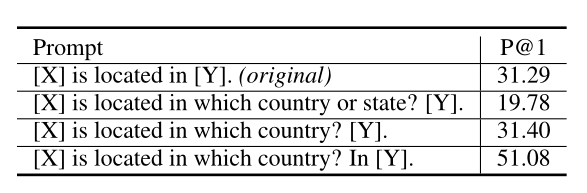 Prompt P@1
[X] is located in [Y]. (original) 31.29
[X] is located in which country or state? [Y]. 19.78
[X] is located in which country? [Y]. 31.40
[X] is located in which country? In [Y]. 51.08